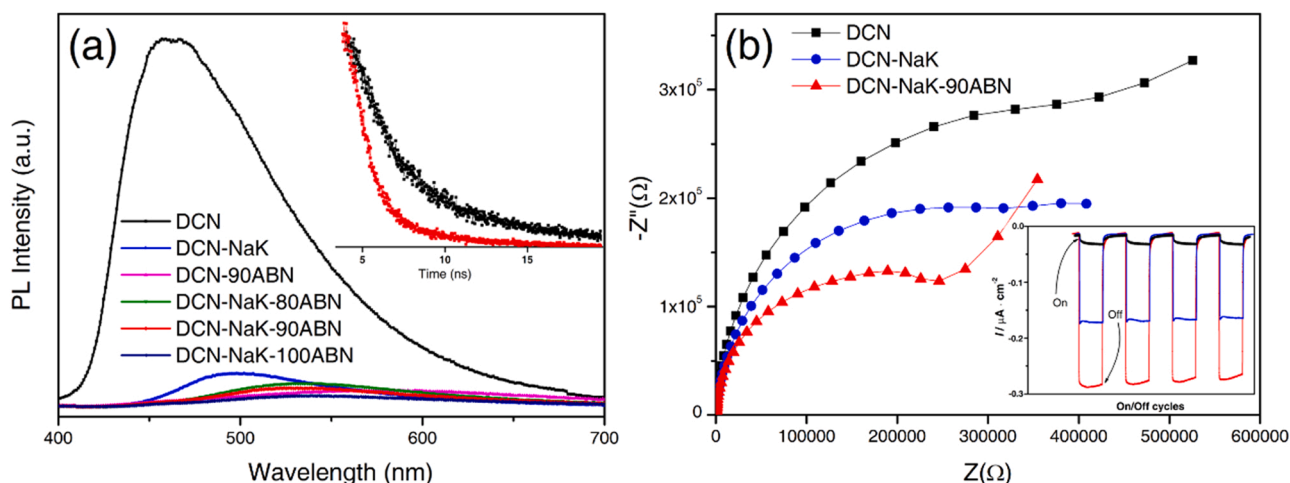 (a)
PL Intensity (a.u.)
DCN
DCN-NaK
DCN-90ABN
DCN-NaK-80ABN
DCN-NaK-90ABN
DCN-NaK-100ABN
5
10
15
Time (ns)
400
500
600
700
Wavelength (nm)
(b)
DCN
DCN-NaK
DCN-NaK-90ABN
-Z"(Ω)
3x10⁵
2x10⁵
1x10⁵
0
0
100000
200000
300000
400000
500000
600000
Z(Ω)
I / μA · cm⁻²
0.0
-0.1
-0.2
-0.3
On
Off
On/Off cycles